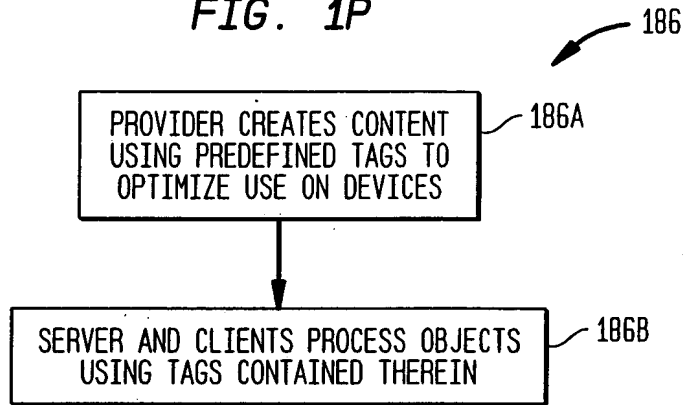 FIG. 1P
186
PROVIDER CREATES CONTENT
USING PREDEFINED TAGS TO
OPTIMIZE USE ON DEVICES
186A
SERVER AND CLIENTS PROCESS OBJECTS
USING TAGS CONTAINED THEREIN
186B